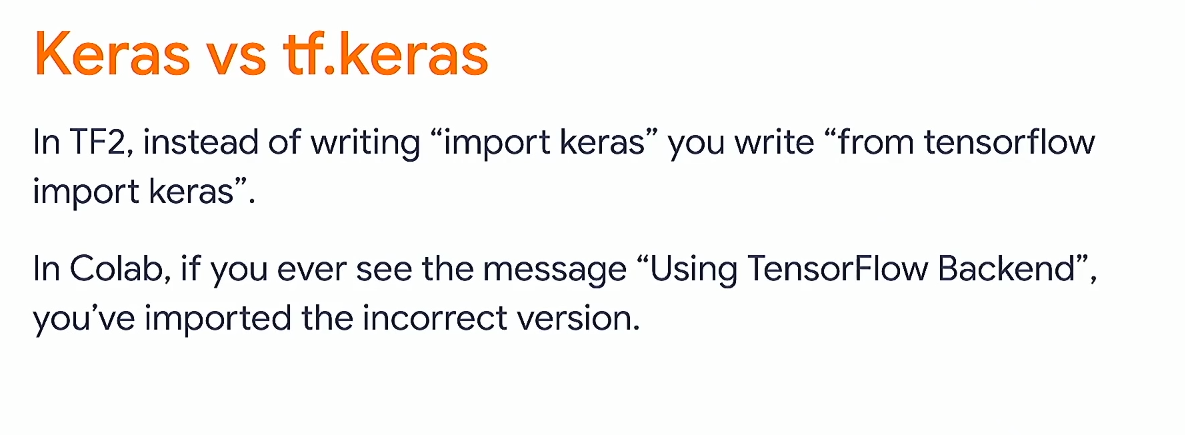 Keras vs tf.keras
In TF2, instead of writing “import keras” you write “from tensorflow
import keras”.
In Colab, if you ever see the message “Using TensorFlow Backend”,
you’ve imported the incorrect version.